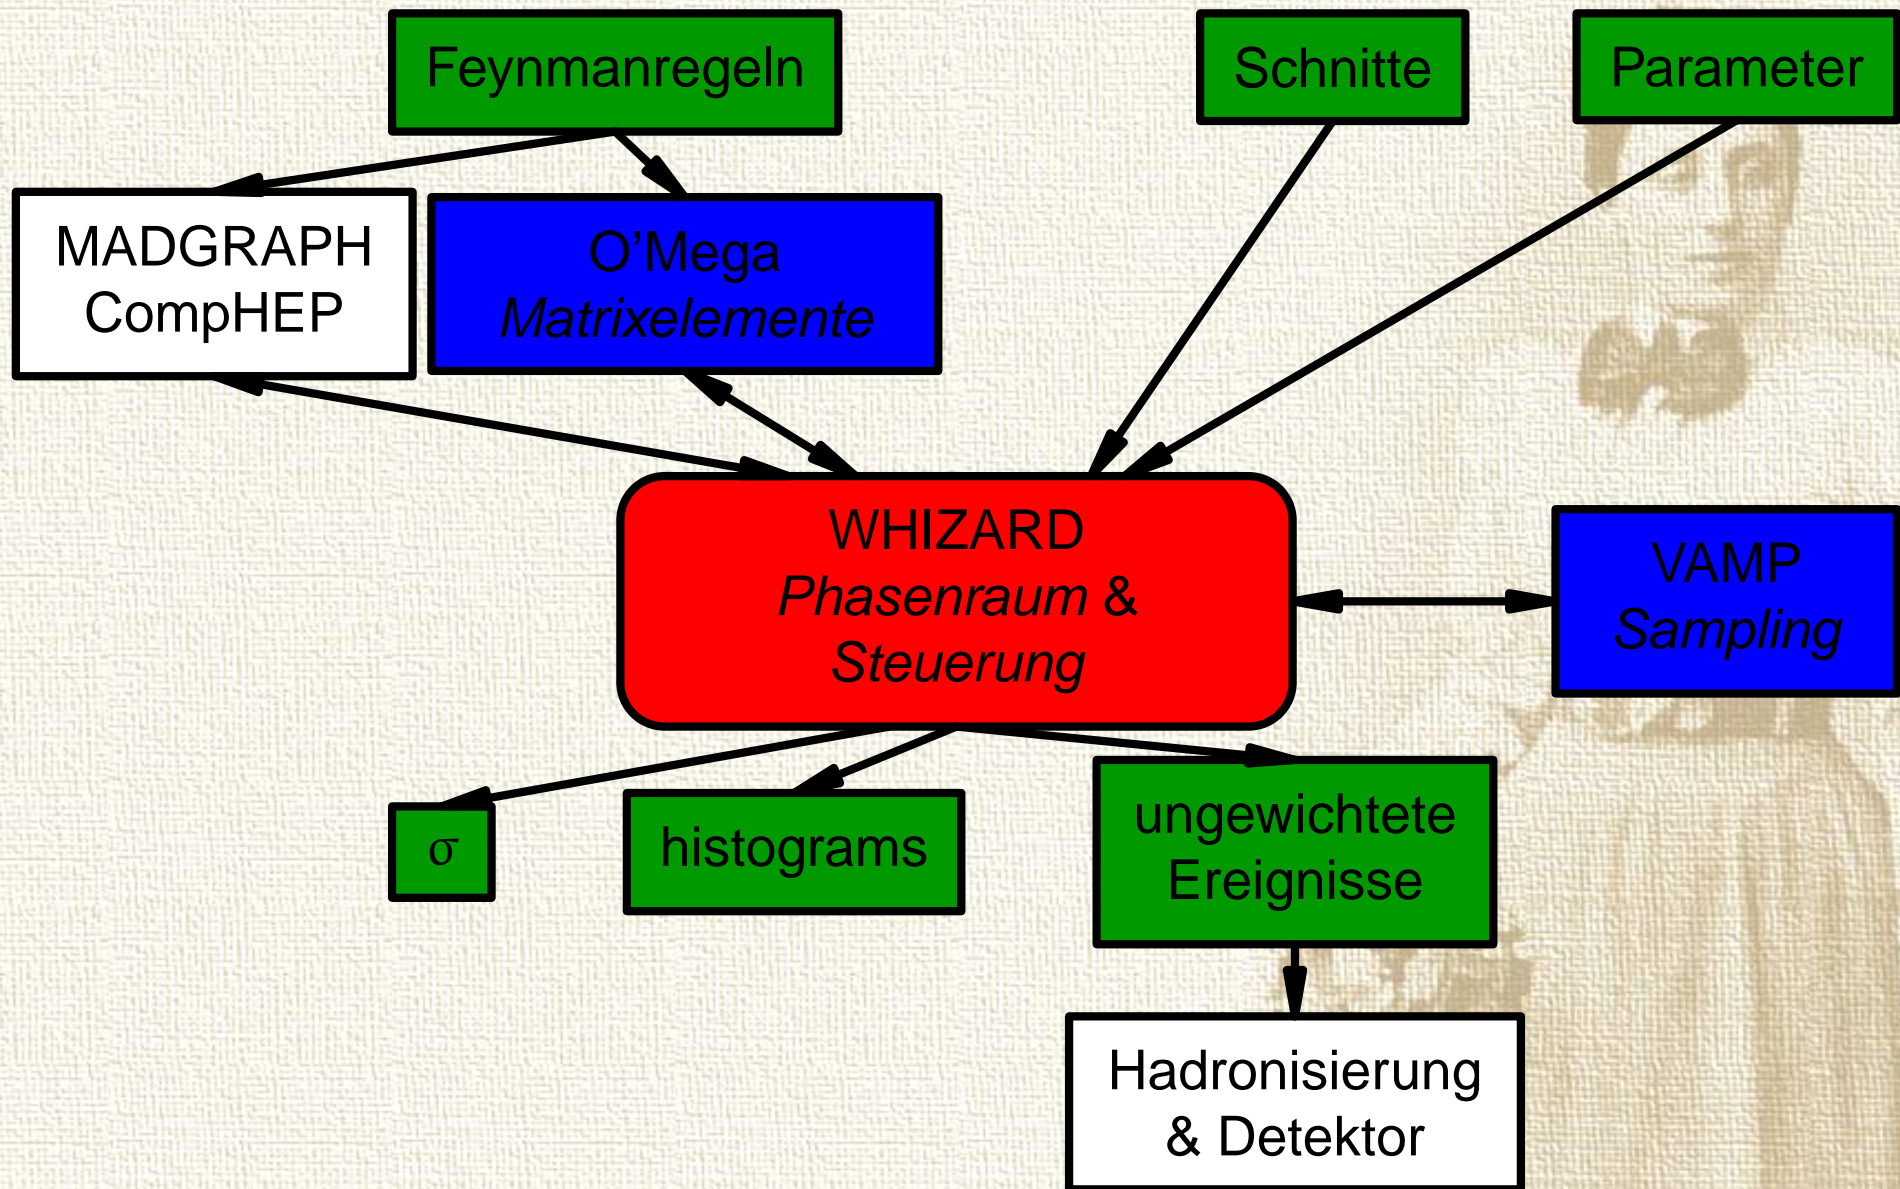 Feynmanregeln
Schnitte
Parameter
MADGRAPH
CompHEP
O’Mega
Matrixelemente
WHIZARD
Phasenraum &
Steuerung
VAMP
Sampling
σ
histograms
ungewichtete
Ereignisse
Hadronisierung
& Detektor